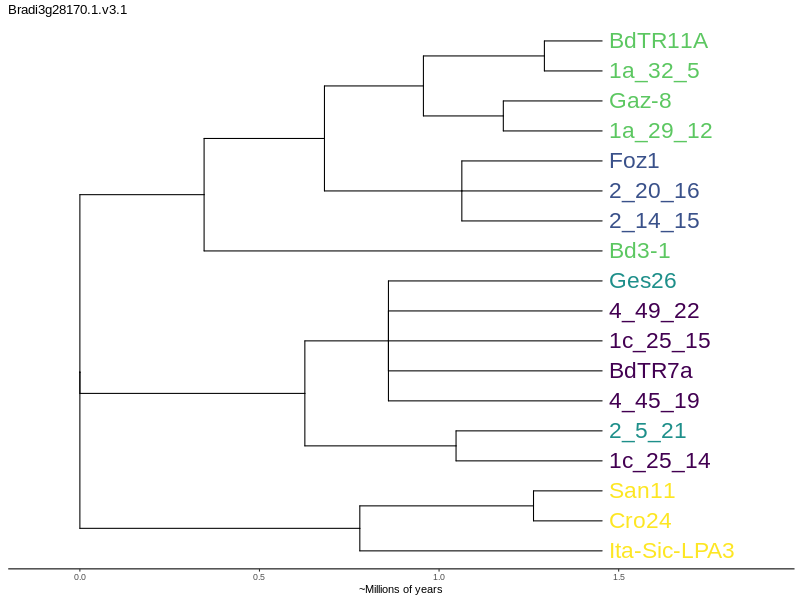 Bradi3g28170.1.v3.1
BdTR11A
1a_32_5
Gaz-8
1a_29_12
Foz1
2_20_16
2_14_15
Bd3-1
Ges26
4_49_22
1c_25_15
BdTR7a
4_45_19
2_5_21
1c_25_14
San11
Cro24
Ita-Sic-LPA3
0.0 0.5 1.0 1.5
~Millions of years